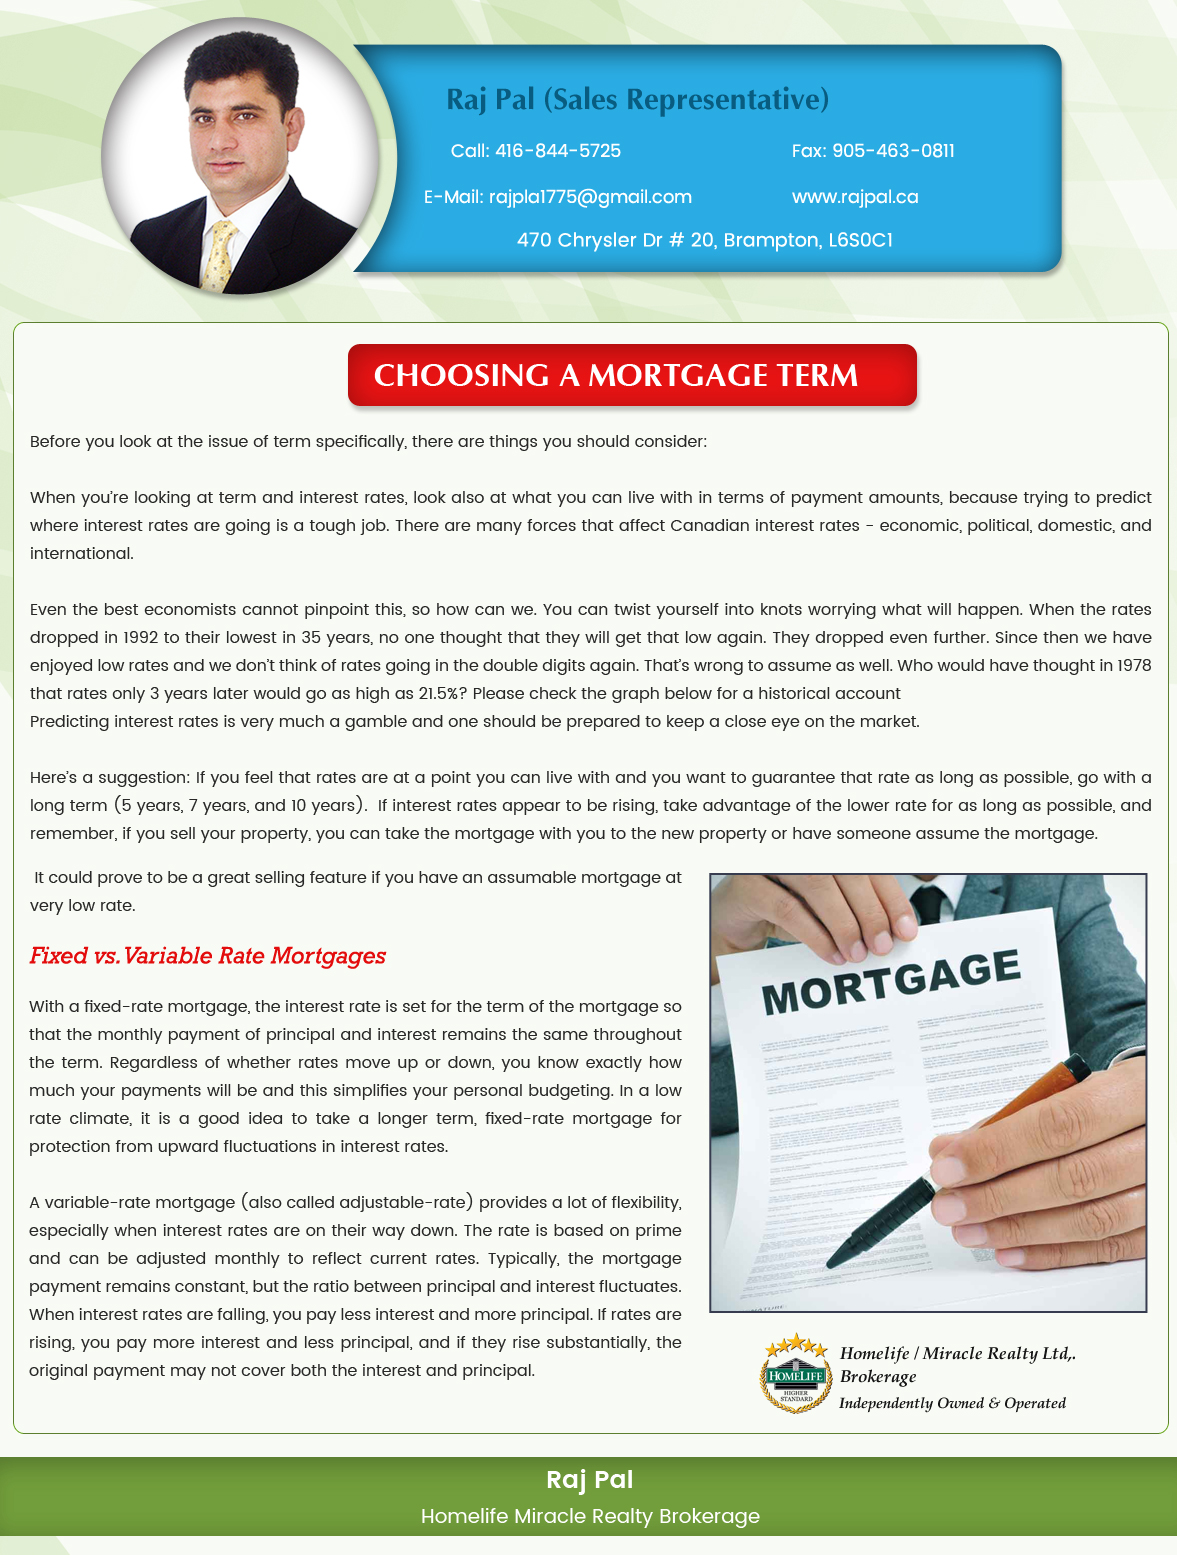 Raj Pal (Sales Representative)
Call: 416-844-5725
Fax: 905-463-0811
E-Mail: rajpla1775@gmail.com
www.rajpal.ca
470 Chrysler Dr # 20, Brampton, L6S0C1
CHOOSING A MORTGAGE TERM
Before you look at the issue of term specifically, there are things you should consider:
When you're looking at term and interest rates, look also at what you can live with in terms of payment amounts, because trying to predict
where interest rates are going is a tough job. There are many forces that affect Canadian interest rates - economic, political, domestic, and
international.
Even the best economists cannot pinpoint this, so how can we. You can twist yourself into knots worrying what will happen. When the rates
dropped in 1992 to their lowest in 35 years, no one thought that they will get that low again. They dropped even further. Since then we have
enjoyed low rates and we don't think of rates going in the double digits again. That's wrong to assume as well. Who would have thought in 1978
that rates only 3 years later would go as high as 21.5%? Please check the graph below for a historical account
Predicting interest rates is very much a gamble and one should be prepared to keep a close eye on the market.
Here's a suggestion: If you feel that rates are at a point you can live with and you want to guarantee that rate as long as possible, go with a
long term (5 years, 7 years, and 10 years). If interest rates appear to be rising, take advantage of the lower rate for as long as possible, and
remember, if you sell your property, you can take the mortgage with you to the new property or have someone assume the mortgage.
It could prove to be a great selling feature if you have an assumable mortgage at
very low rate.
Fixed vs. Variable Rate Mortgages
With a fixed-rate mortgage, the interest rate is set for the term of the mortgage so
that the monthly payment of principal and interest remains the same throughout
the term. Regardless of whether rates move up or down, you know exactly how
much your payments will be and this simplifies your personal budgeting. In a low
rate climate, it is a good idea to take a longer term, fixed-rate mortgage for
protection from upward fluctuations in interest rates.
A variable-rate mortgage (also called adjustable-rate) provides a lot of flexibility,
especially when interest rates are on their way down. The rate is based on prime
and can be adjusted monthly to reflect current rates. Typically, the mortgage
payment remains constant, but the ratio between principal and interest fluctuates.
When interest rates are falling, you pay less interest and more principal. If rates are
rising, you pay more interest and less principal, and if they rise substantially, the
original payment may not cover both the interest and principal.
MORTGAGE
HOMELIFE
HIGHER
STANDARD
Homelife / Miracle Realty Ltd,.
Brokerage
Independently Owned & Operated
Raj Pal
Homelife Miracle Realty Brokerage